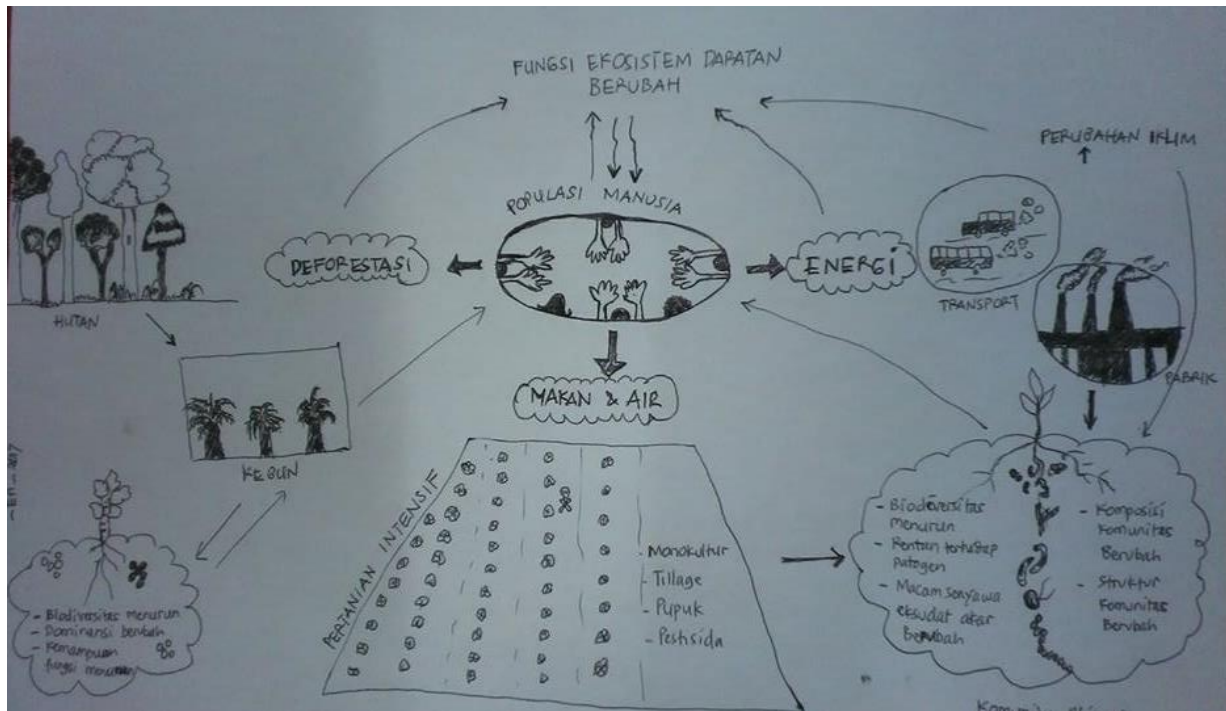 FUNGSI EKOSISTEM DARATAN
BERUBAH
PERUBAHAN IKLIM
POPULASI MANUSIA
DEFORESTASI
ENERGI
TRANSPORT
HUTAN
PABRIK
MAKAN & AIR
KEBUN
PERTANIAN INTENSIF
- Monokultur
- Tillage
- Pupuk
- Peshsida
- Biodiversitas menurun
- Dominansi berubah
- Kemampuan
fungsi menurun
- Biodiversitas
menurun
- Rentan terhadap
patogen
- Macam senyawa
eksudat akar
Berubah
- Komposisi
Komunitas
Berubah
- Struktur
Komunitas
Berubah